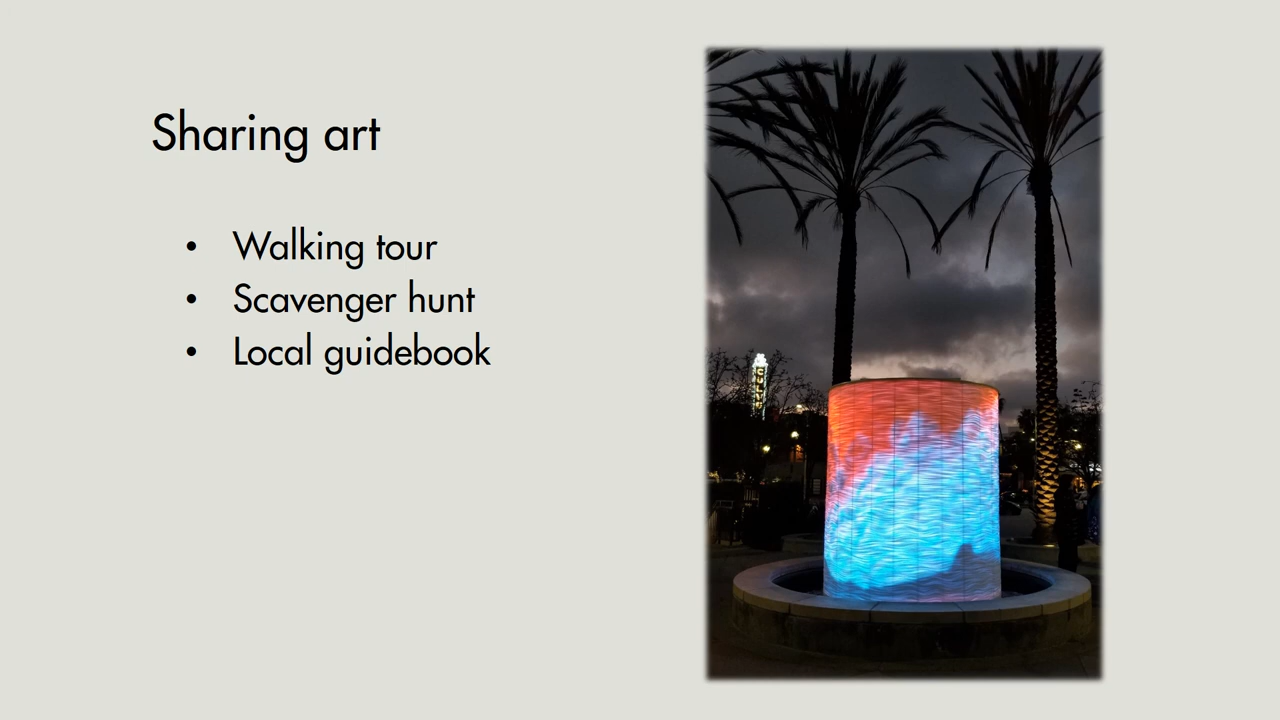 Sharing art
• Walking tour
• Scavenger hunt
• Local guidebook